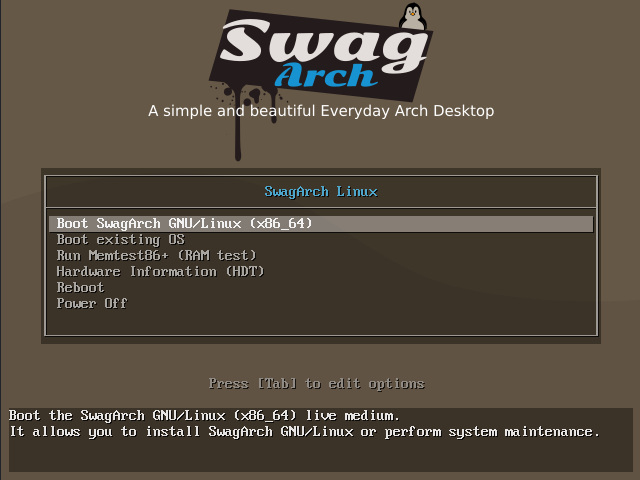 Swag
Arch
A simple and beautiful Everyday Arch Desktop
SwagArch Linux
Boot SwagArch GNU/Linux (x86_64)
Boot existing OS
Run Memtest86+ (RAM test)
Hardware Information (HDT)
Reboot
Power Off
Press [Tab] to edit options
Boot the SwagArch GNU/Linux (x86_64) live medium.
It allows you to install SwagArch GNU/Linux or perform system maintenance.